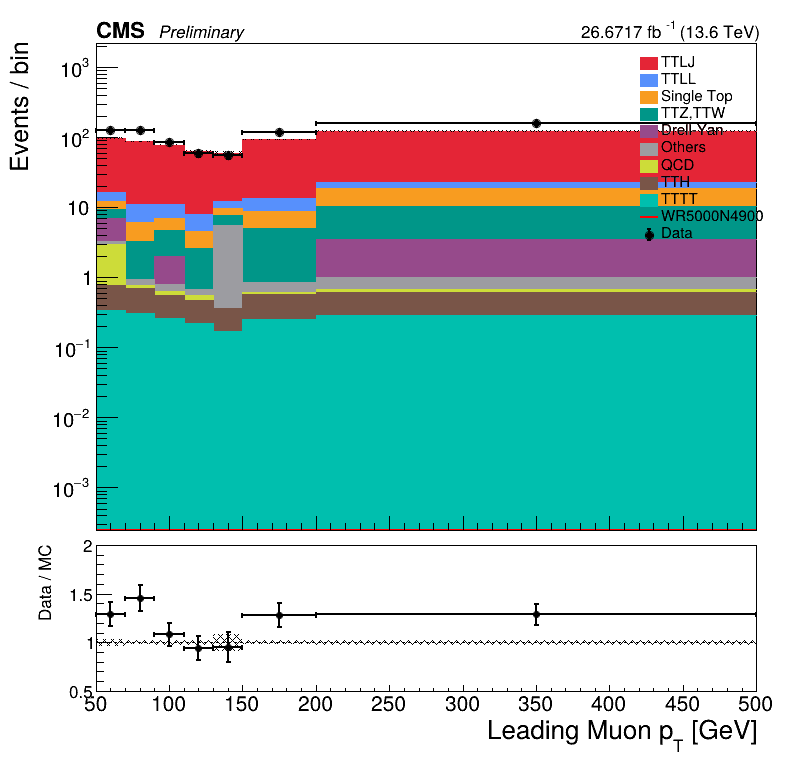 CMS Preliminary 26.6717 fb⁻¹ (13.6 TeV)
Events / bin
10³
10²
10
1
10⁻¹
10⁻²
10⁻³
TTLJ
TTLL
Single Top
TTZ,TTW
Drell-Yan
Others
QCD
TTH
TTTT
WR5000N4900
Data
Data / MC
2
1.5
1
0.5
50 100 150 200 250 300 350 400 450 500
Leading Muon p_T [GeV]